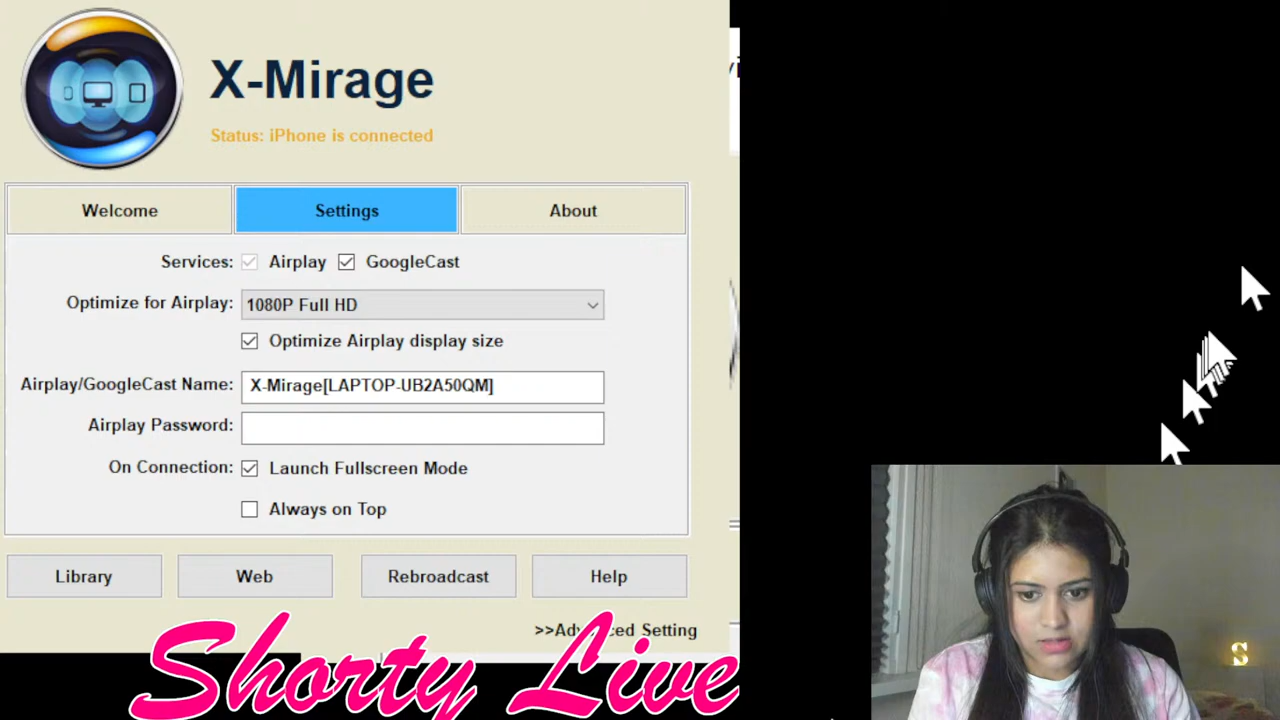 X-Mirage
Status: iPhone is connected
Welcome
Settings
About
Services:
Airplay
GoogleCast
Optimize for Airplay:
1080P Full HD
Optimize Airplay display size
Airplay/GoogleCast Name:
X-Mirage[LAPTOP-UB2A50QM]
Airplay Password:
On Connection:
Launch Fullscreen Mode
Always on Top
Library
Web
Rebroadcast
Help
>>Advanced Setting
Shorty Live
S